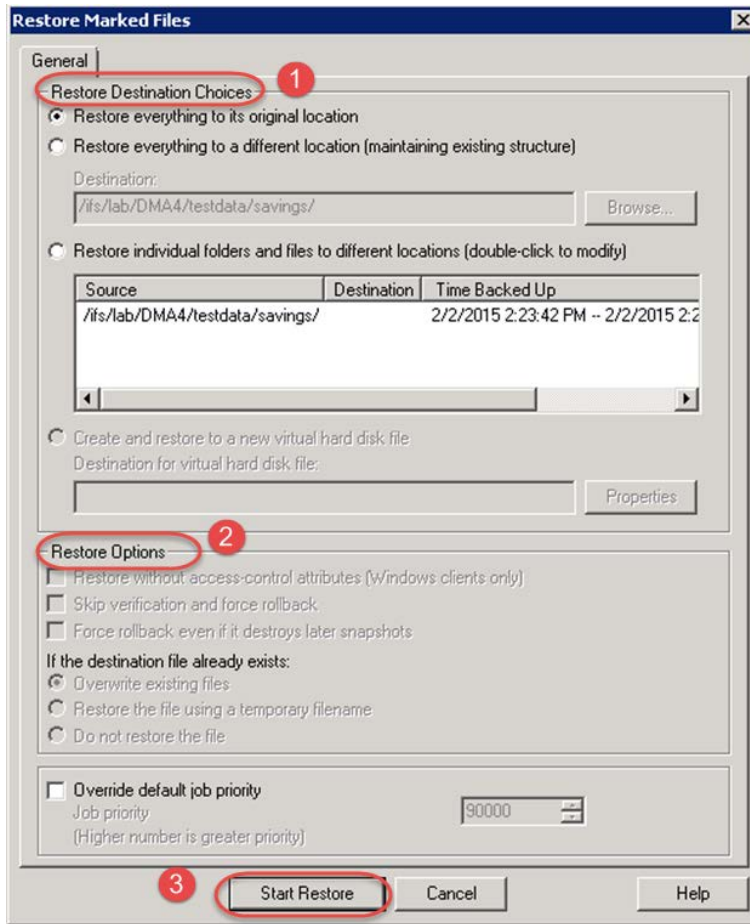 Restore Marked Files
General
1
Restore Destination Choices
Restore everything to its original location
Restore everything to a different location (maintaining existing structure)
Destination:
/ifs/lab/DMA4/testdata/savings/
Browse...
Restore individual folders and files to different locations (double-click to modify)
Source Destination Time Backed Up
/ifs/lab/DMA4/testdata/savings/ 2/2/2015 2:23:42 PM -- 2/2/2015 2:2
Create and restore to a new virtual hard disk file
Destination for virtual hard disk file:
Properties
2
Restore Options
Restore without access-control attributes (Windows clients only)
Skip verification and force rollback
Force rollback even if it destroys later snapshots
If the destination file already exists:
Overwrite existing files
Restore the file using a temporary filename
Do not restore the file
Override default job priority
Job priority 90000
(Higher number is greater priority)
3
Start Restore Cancel Help